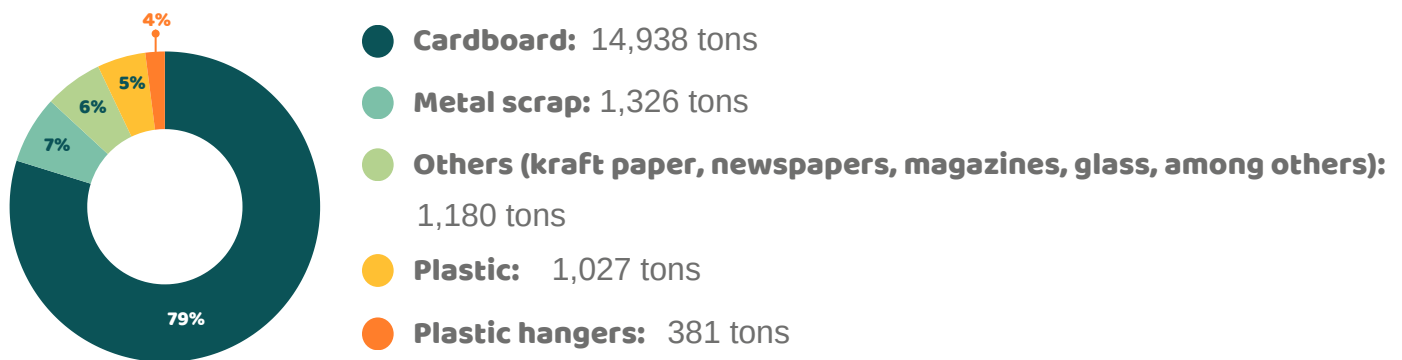 4%
5%
6%
7%
79%
Cardboard: 14,938 tons
Metal scrap: 1,326 tons
Others (kraft paper, newspapers, magazines, glass, among others):
1,180 tons
Plastic: 1,027 tons
Plastic hangers: 381 tons